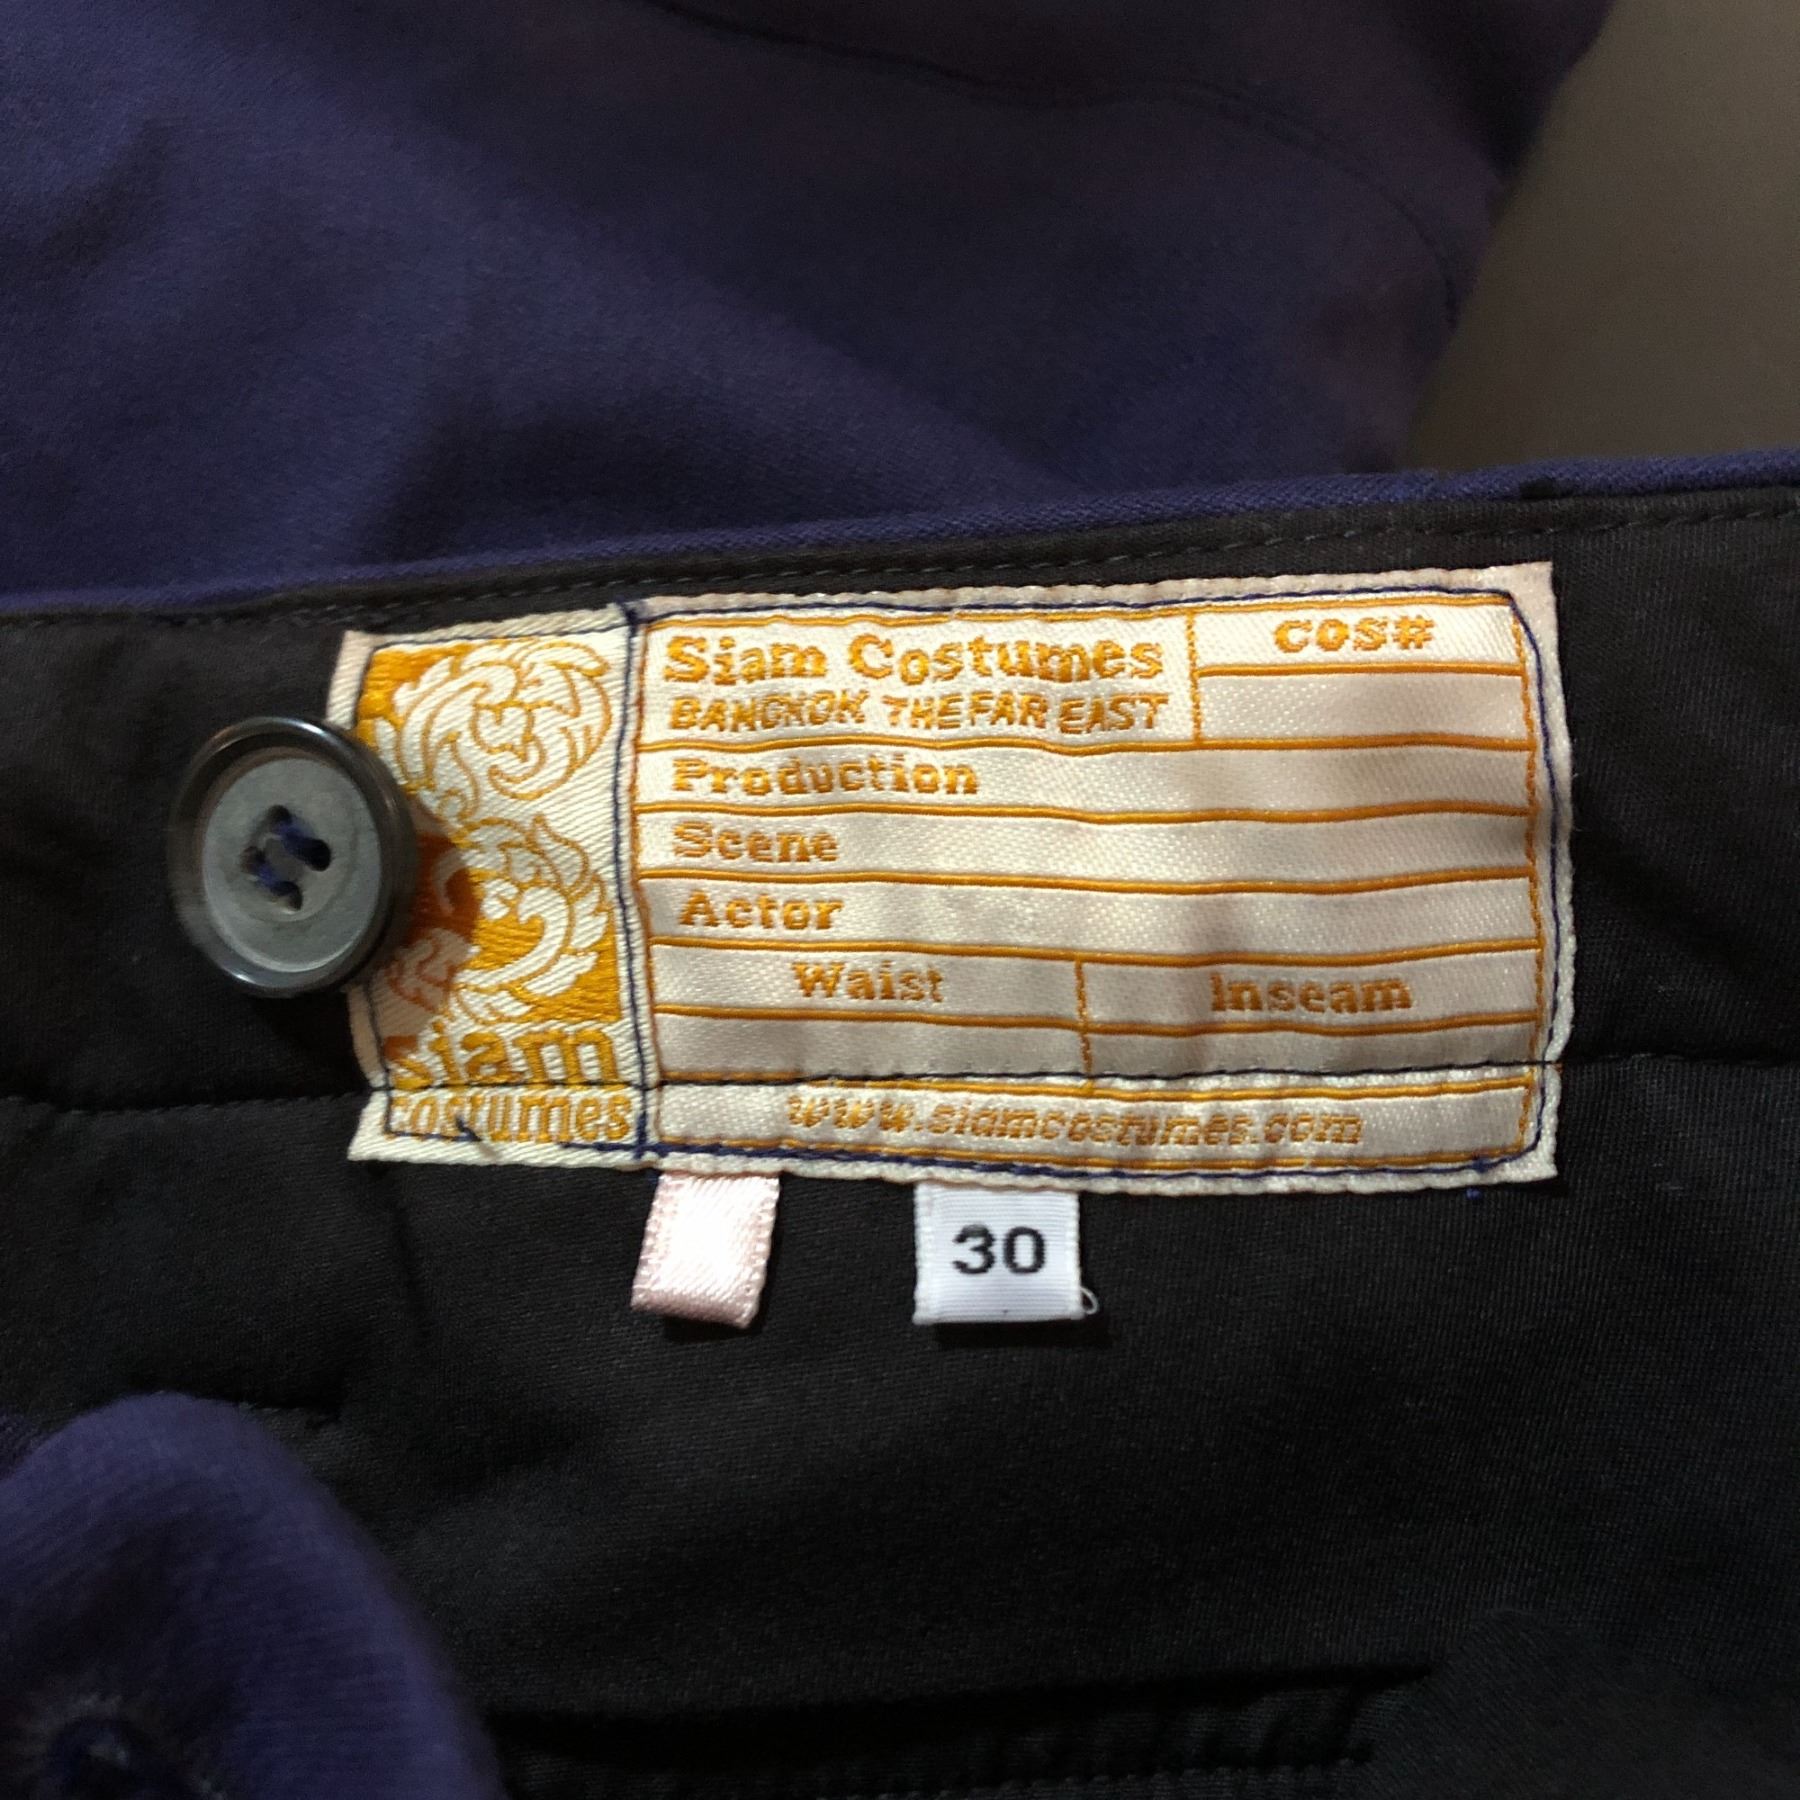 Siam Costumes
BANGKOK THE FAR EAST
COS#
Production
Scene
Actor
Waist Inseam
www.siamcostumes.com
Siam
costumes
30